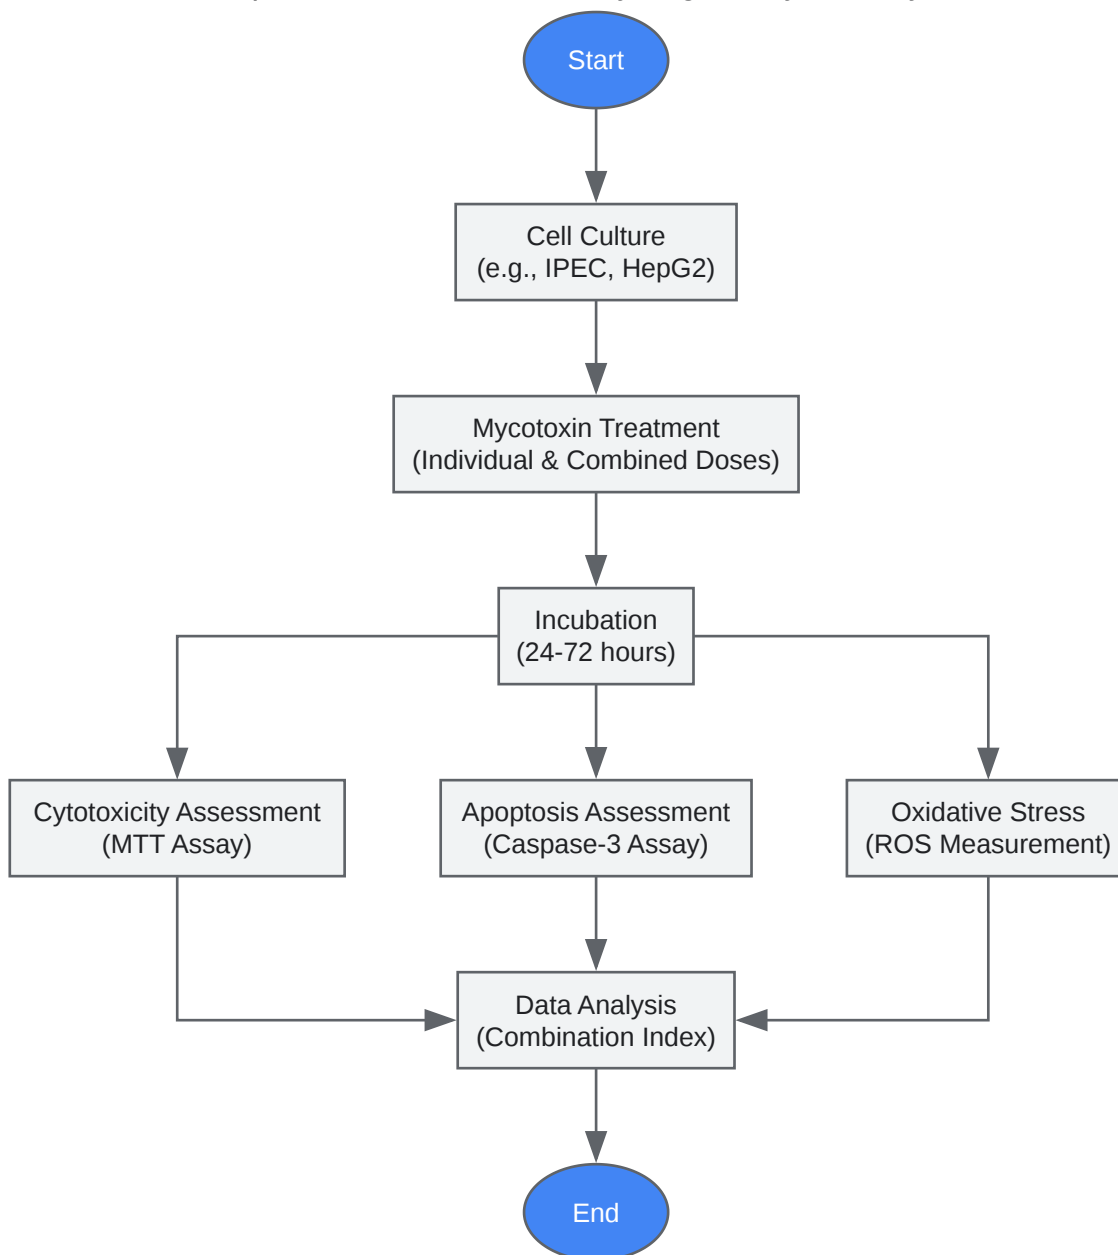 Start
Cell Culture
(e.g., IPEC, HepG2)
Mycotoxin Treatment
(Individual & Combined Doses)
Incubation
(24-72 hours)
Cytotoxicity Assessment
(MTT Assay)
Apoptosis Assessment
(Caspase-3 Assay)
Oxidative Stress
(ROS Measurement)
Data Analysis
(Combination Index)
End